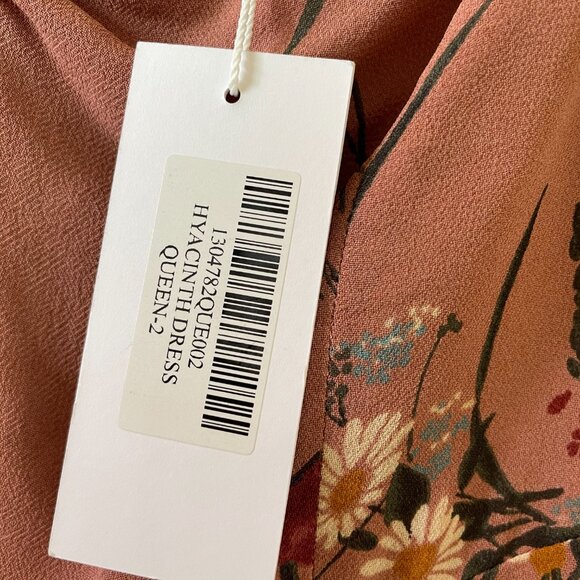 1304782QUE002
HYACINTH DRESS
QUEEN-2